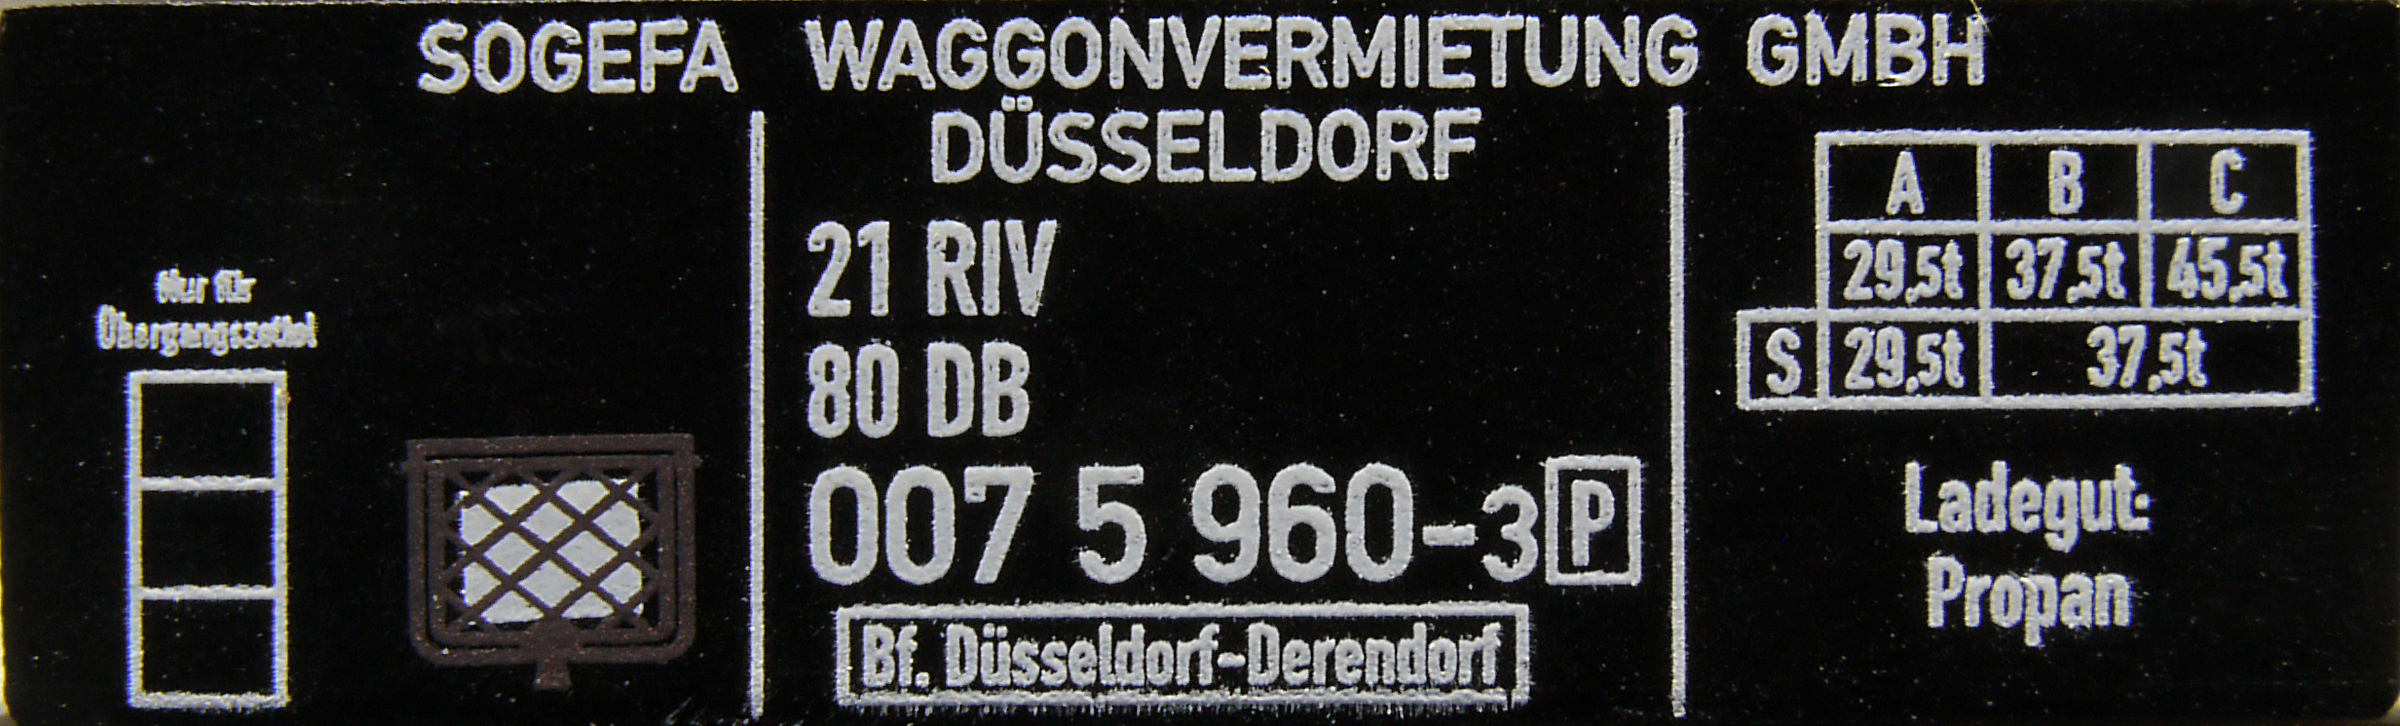 SOGEFA WAGGONVERMIETUNG GMBH
DÜSSELDORF
Nur für
Übergangszettel
21 RIV
80 DB
007 5 960-3 P
Bf. Düsseldorf-Derendorf
A B C
29,5t 37,5t 45,5t
S 29,5t 37,5t
Ladegut:
Propan